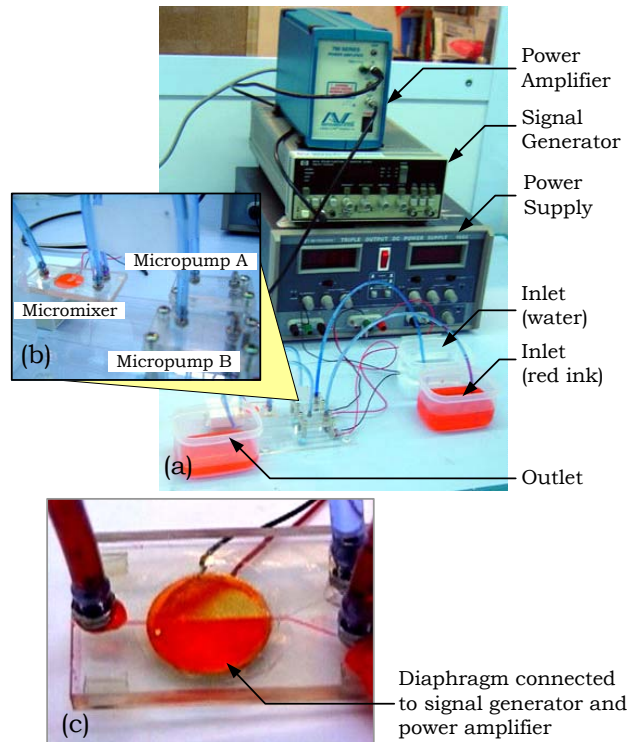 Power
Amplifier
Signal
Generator
Power
Supply
TRIPLE OUTPUT DC POWER SUPPLY
Micropump A
Micromixer
Micropump B
(b)
Inlet
(water)
Inlet
(red ink)
(a)
Outlet
Diaphragm connected
to signal generator and
power amplifier
(c)